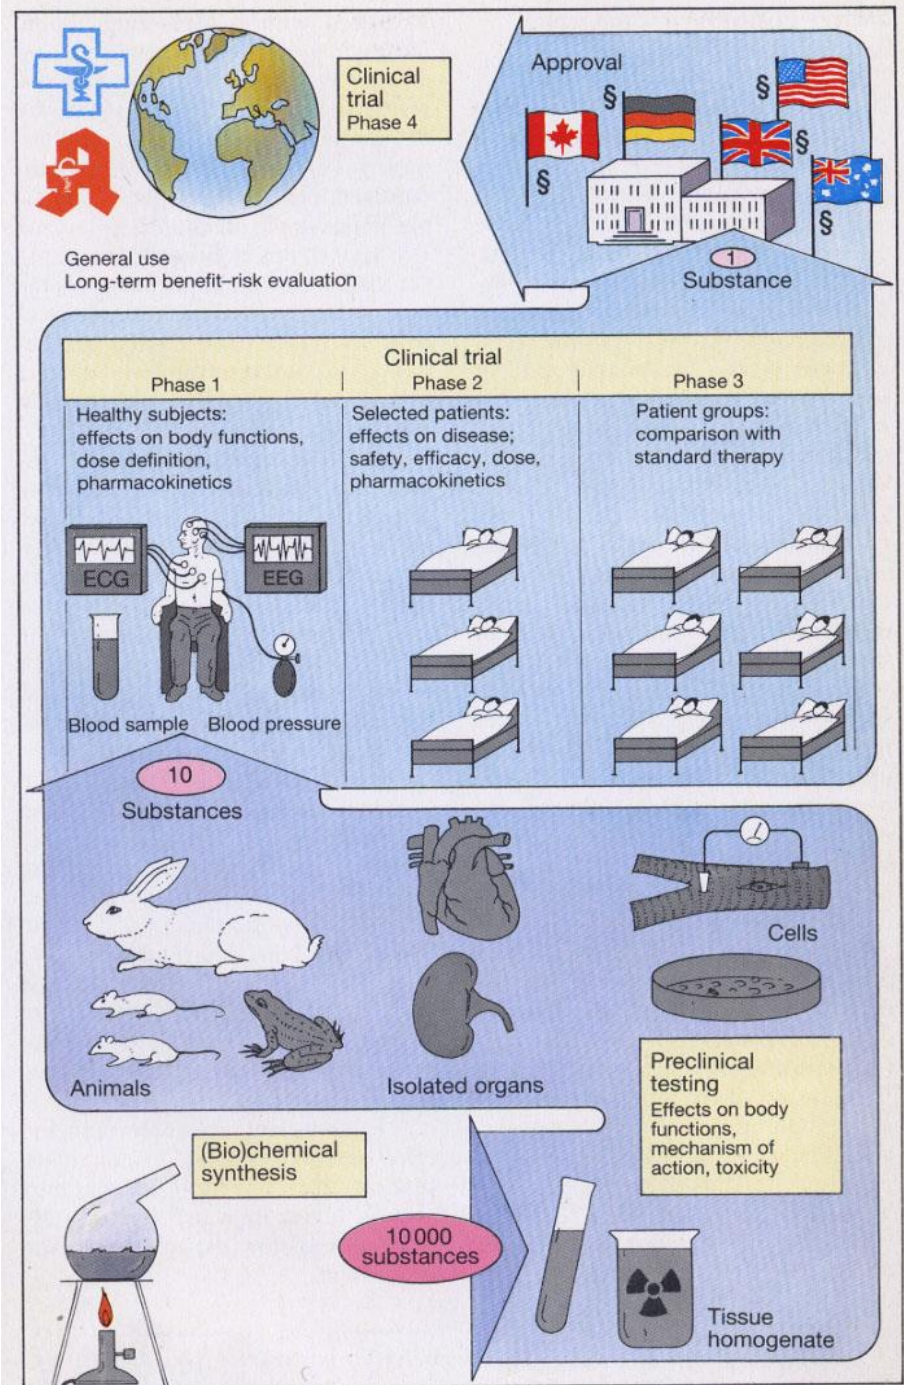 Clinical
trial
Phase 4
Approval
§
§
§
§
§
General use
Long-term benefit–risk evaluation
1
Substance
Clinical trial
Phase 1
Phase 2
Phase 3
Healthy subjects:
effects on body functions,
dose definition,
pharmacokinetics
Selected patients:
effects on disease;
safety, efficacy, dose,
pharmacokinetics
Patient groups:
comparison with
standard therapy
ECG
EEG
Blood sample
Blood pressure
10
Substances
Cells
Animals
Isolated organs
Preclinical
testing
Effects on body
functions,
mechanism of
action, toxicity
(Bio)chemical
synthesis
10 000
substances
Tissue
homogenate